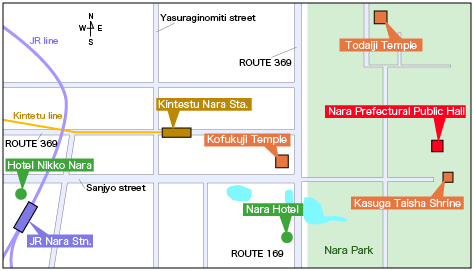 N
W E
S
Yasuraginomiti street
JR line
Todaiji Temple
ROUTE 369
Kintestu Nara Sta.
Nara Prefectural Public Hall
Kintetu line
ROUTE 369
Kofukuji Temple
Hotel Nikko Nara
Sanjyo street
Nara Hotel
Kasuga Taisha Shrine
JR Nara Stn.
ROUTE 169
Nara Park